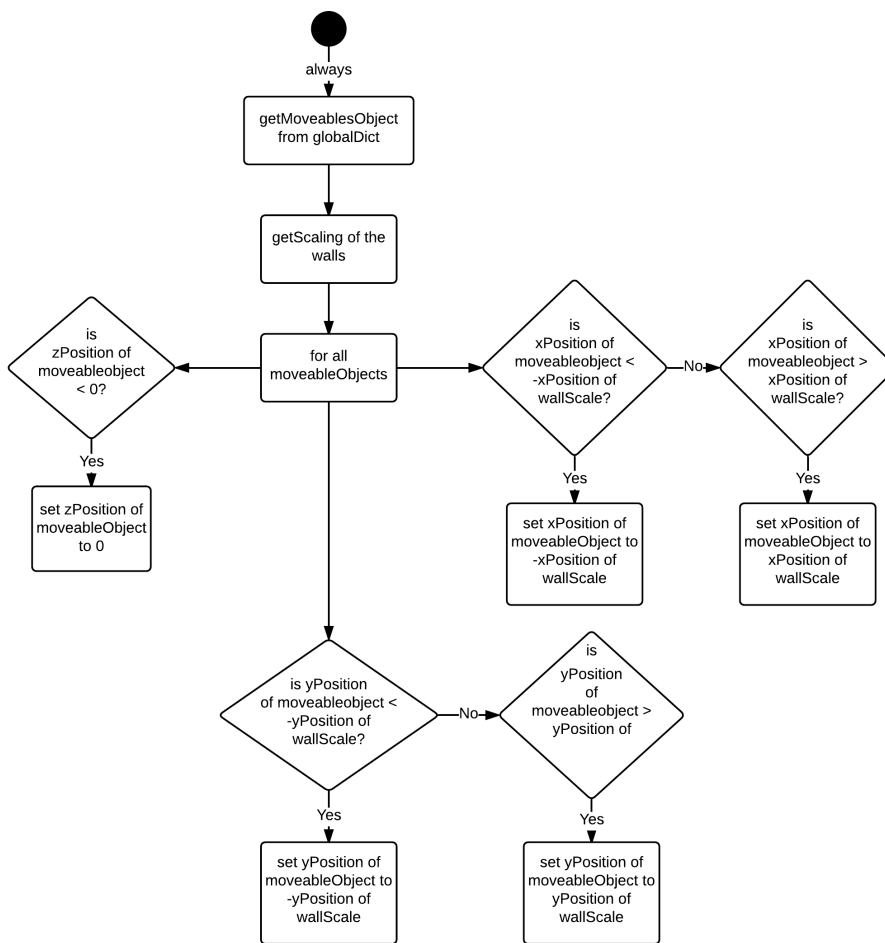 always
getMoveablesObject
from globalDict
getScaling of the
walls
for all
moveableObjects
is
zPosition of
moveableobject
< 0?
Yes
set zPosition of
moveableObject
to 0
is
xPosition of
moveableobject <
-xPosition of
wallScale?
No
is
xPosition of
moveableobject >
xPosition of
wallScale?
Yes
set xPosition of
moveableObject to
-xPosition of
wallScale
Yes
set xPosition of
moveableObject to
xPosition of
wallScale
is yPosition
of moveableobject <
-yPosition of
wallScale?
No
is
yPosition
of
moveableobject >
yPosition of
Yes
set yPosition of
moveableObject to
-yPosition of
wallScale
Yes
set yPosition of
moveableObject to
yPosition of
wallScale